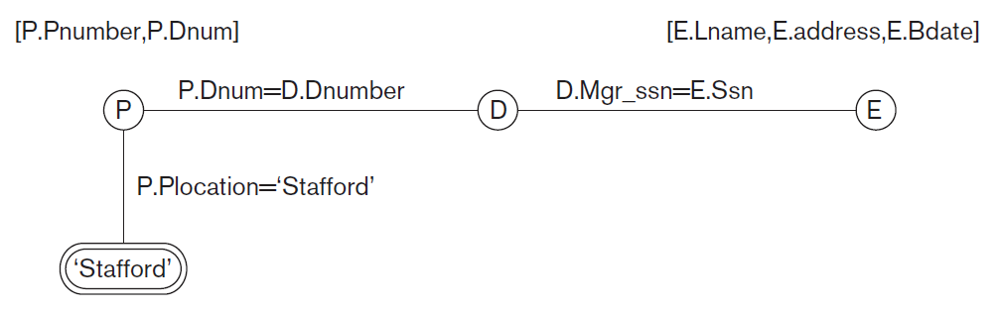 [P.Pnumber,P.Dnum]
[E.Lname,E.address,E.Bdate]
P.Dnum=D.Dnumber
D.Mgr_ssn=E.Ssn
P
D
E
P.Plocation=‘Stafford’
‘Stafford’